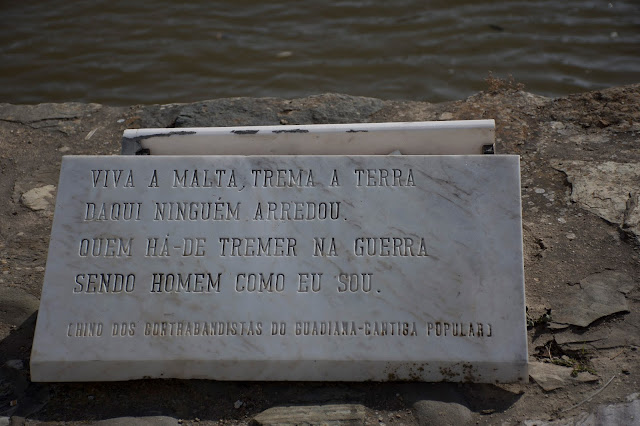 VIVA A MALTA, TREMA A TERRA
DAQUI NINGUÉM ARREDOU.
QUEM HÁ-DE TREMER NA GUERRA
SENDO HOMEM COMO EU SOU.
(HINO DOS CONTRABANDISTAS DO GUADIANA-CANTIGA POPULAR)